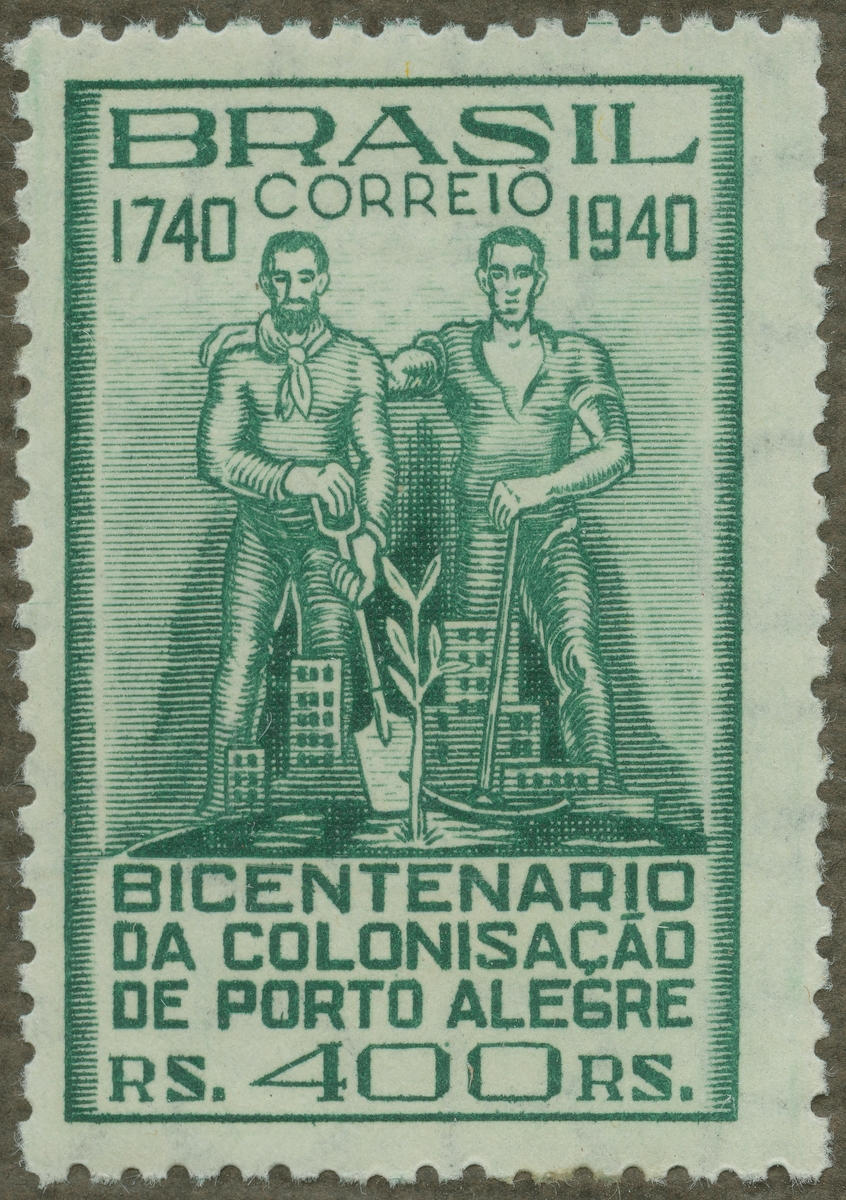 BRASIL
CORREIO
1740 1940
BICENTENARIO
DA COLONISAÇÃO
DE PORTO ALEGRE
RS. 400 RS.